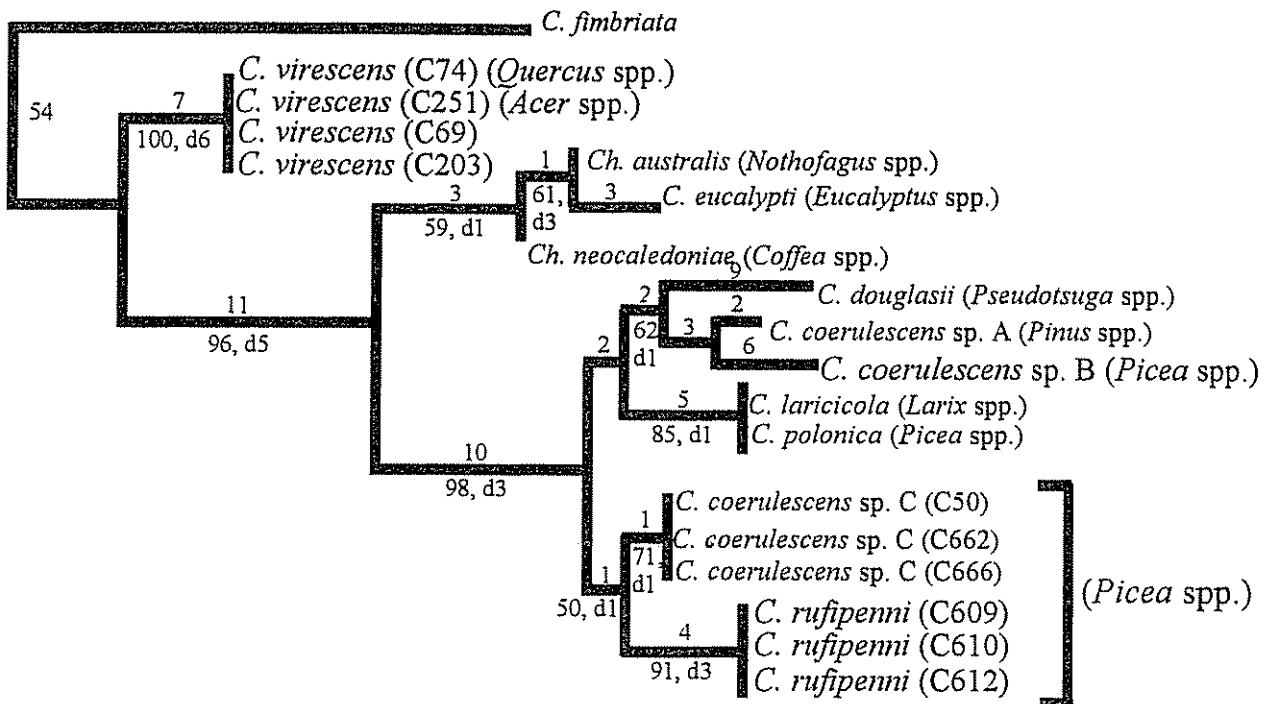 C. fimbriata
54
C. virescens (C74) (Quercus spp.)
7
C. virescens (C251) (Acer spp.)
100, d6
C. virescens (C69)
C. virescens (C203)
1
Ch. australis (Nothofagus spp.)
61,
d3
3
C. eucalypti (Eucalyptus spp.)
3
59, d1
Ch. neocaledoniae (Coffea spp.)
9
C. douglasii (Pseudotsuga spp.)
2
62
d1
11
96, d5
2
C. coerulescens sp. A (Pinus spp.)
3
2
6
C. coerulescens sp. B (Picea spp.)
5
C. laricicola (Larix spp.)
85, d1
C. polonica (Picea spp.)
10
98, d3
C. coerulescens sp. C (C50)
1
C. coerulescens sp. C (C662)
71,
d1
C. coerulescens sp. C (C666)
1
50, d1
(Picea spp.)
C. rufipenni (C609)
4
C. rufipenni (C610)
91, d3
C. rufipenni (C612)